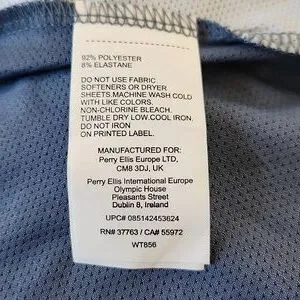 92% POLYESTER
8% ELASTANE
DO NOT USE FABRIC
SOFTENERS OR DRYER
SHEETS.MACHINE WASH COLD
WITH LIKE COLORS.
NON-CHLORINE BLEACH.
TUMBLE DRY LOW.COOL IRON.
DO NOT IRON
ON PRINTED LABEL.
MANUFACTURED FOR:
Perry Ellis Europe LTD,
CM8 3DJ, UK
Perry Ellis International Europe
Olympic House
Pleasants Street
Dublin 8, Ireland
UPC# 085142453624
RN# 37763 / CA# 55972
WT856